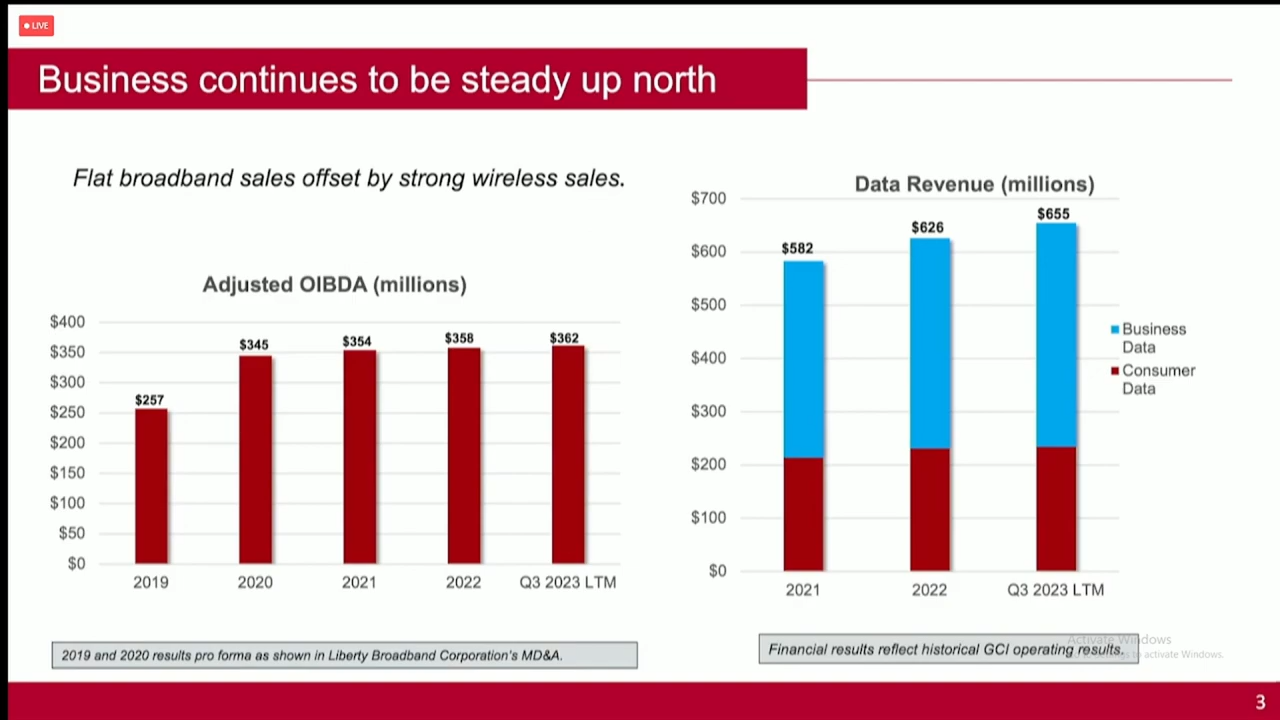 LIVE
Business continues to be steady up north
Flat broadband sales offset by strong wireless sales.
Adjusted OIBDA (millions)
$400
$350
$300
$250
$200
$150
$100
$50
$0
$257
$345
$354
$358
$362
2019
2020
2021
2022
Q3 2023 LTM
2019 and 2020 results pro forma as shown in Liberty Broadband Corporation's MD&A.
Data Revenue (millions)
$700
$600
$500
$400
$300
$200
$100
$0
$582
$626
$655
2021
2022
Q3 2023 LTM
Business
Data
Consumer
Data
Financial results reflect historical GCI operating results.
Activate Windows
to activate Windows.
3